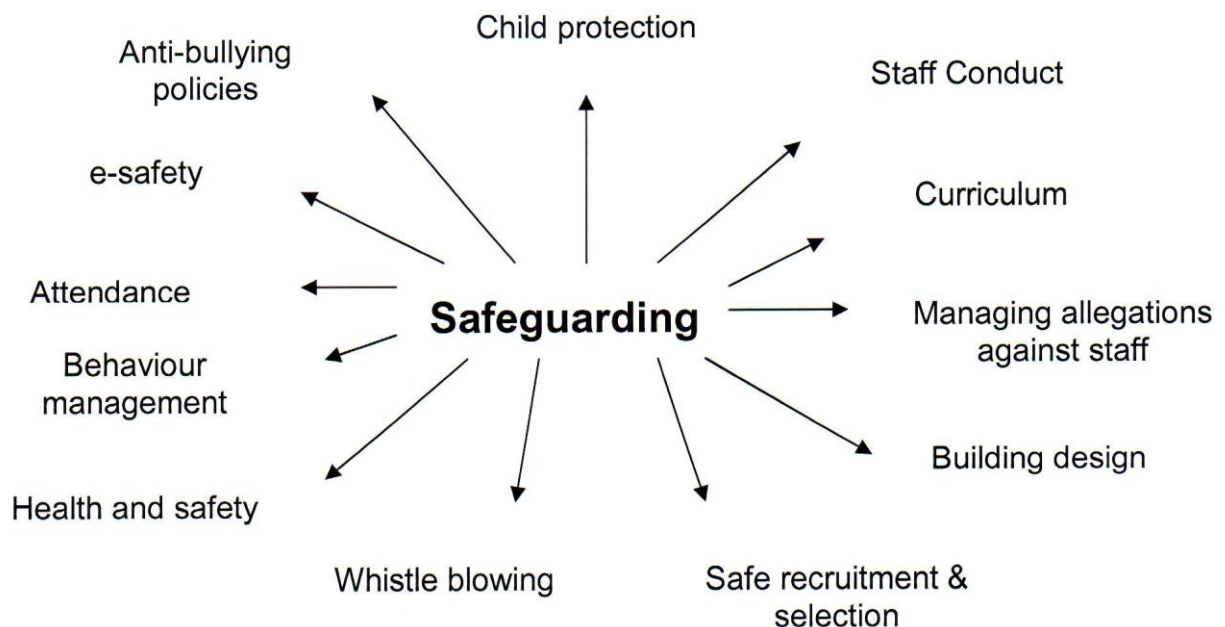 Child protection
Anti-bullying
policies
Staff Conduct
e-safety
Curriculum
Attendance
Safeguarding
Managing allegations
against staff
Behaviour
management
Building design
Health and safety
Whistle blowing
Safe recruitment &
selection